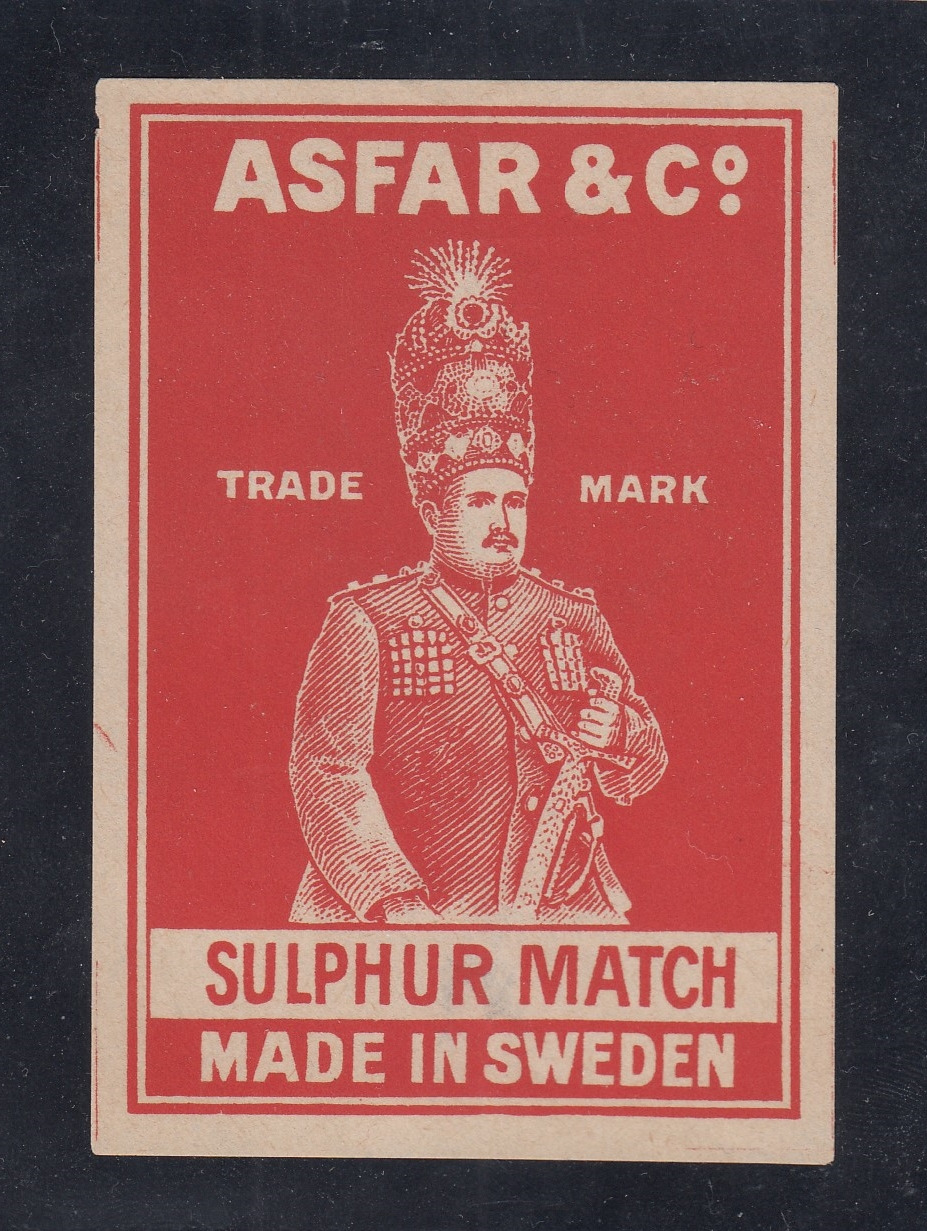 ASFAR & Cº.
TRADE MARK
SULPHUR MATCH
MADE IN SWEDEN